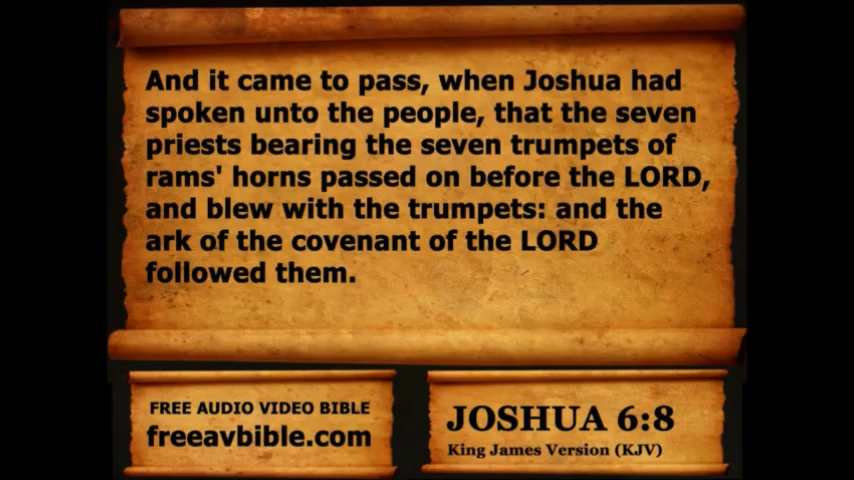 And it came to pass, when Joshua had
spoken unto the people, that the seven
priests bearing the seven trumpets of
rams' horns passed on before the LORD,
and blew with the trumpets: and the
ark of the covenant of the LORD
followed them.
FREE AUDIO VIDEO BIBLE
freeavbible.com
JOSHUA 6:8
King James Version (KJV)